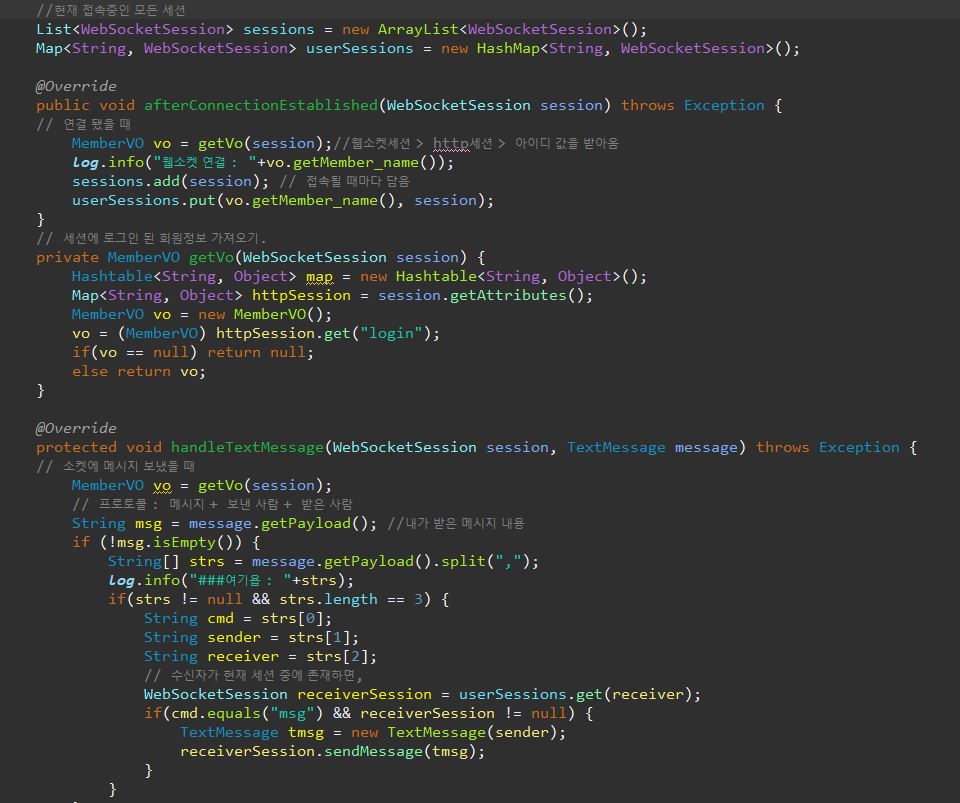 //현재 접속중인 모든 세션
List<WebSocketSession> sessions = new ArrayList<WebSocketSession>();
Map<String, WebSocketSession> userSessions = new HashMap<String, WebSocketSession>();
@Override
public void afterConnectionEstablished(WebSocketSession session) throws Exception {
// 연결 됐을 때
MemberVO vo = getVo(session);//웹소켓세션 > http세션 > 아이디 값을 받아옴
log.info("웹소켓 연결 : "+vo.getMember_name());
sessions.add(session); // 접속될 때마다 담음
userSessions.put(vo.getMember_name(), session);
}
// 세션에 로그인 된 회원정보 가져오기.
private MemberVO getVo(WebSocketSession session) {
Hashtable<String, Object> map = new Hashtable<String, Object>();
Map<String, Object> httpSession = session.getAttributes();
MemberVO vo = new MemberVO();
vo = (MemberVO) httpSession.get("login");
if(vo == null) return null;
else return vo;
}
@Override
protected void handleTextMessage(WebSocketSession session, TextMessage message) throws Exception {
// 소켓에 메시지 보냈을 때
MemberVO vo = getVo(session);
// 프로토콜 : 메시지 + 보낸 사람 + 받은 사람
String msg = message.getPayload(); //내가 받은 메시지 내용
if (!msg.isEmpty()) {
String[] strs = message.getPayload().split(",");
log.info("###여기욥 : "+strs);
if(strs != null && strs.length == 3) {
String cmd = strs[0];
String sender = strs[1];
String receiver = strs[2];
// 수신자가 현재 세션 중에 존재하면,
WebSocketSession receiverSession = userSessions.get(receiver);
if(cmd.equals("msg") && receiverSession != null) {
TextMessage tmsg = new TextMessage(sender);
receiverSession.sendMessage(tmsg);
}
}